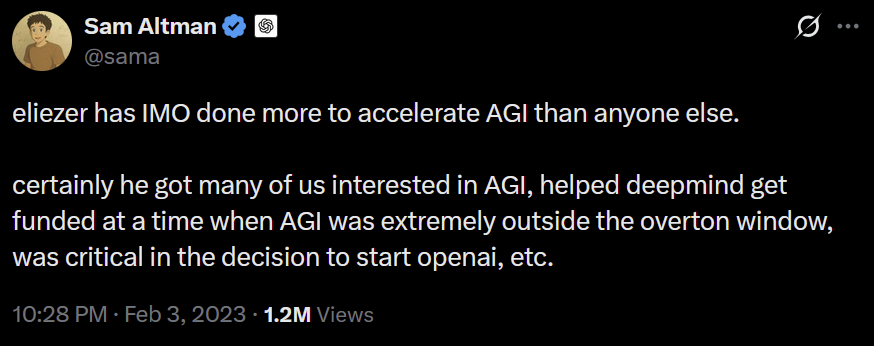 Sam Altman
@sama
eliezer has IMO done more to accelerate AGI than anyone else.
certainly he got many of us interested in AGI, helped deepmind get
funded at a time when AGI was extremely outside the overton window,
was critical in the decision to start openai, etc.
10:28 PM · Feb 3, 2023 · 1.2M Views